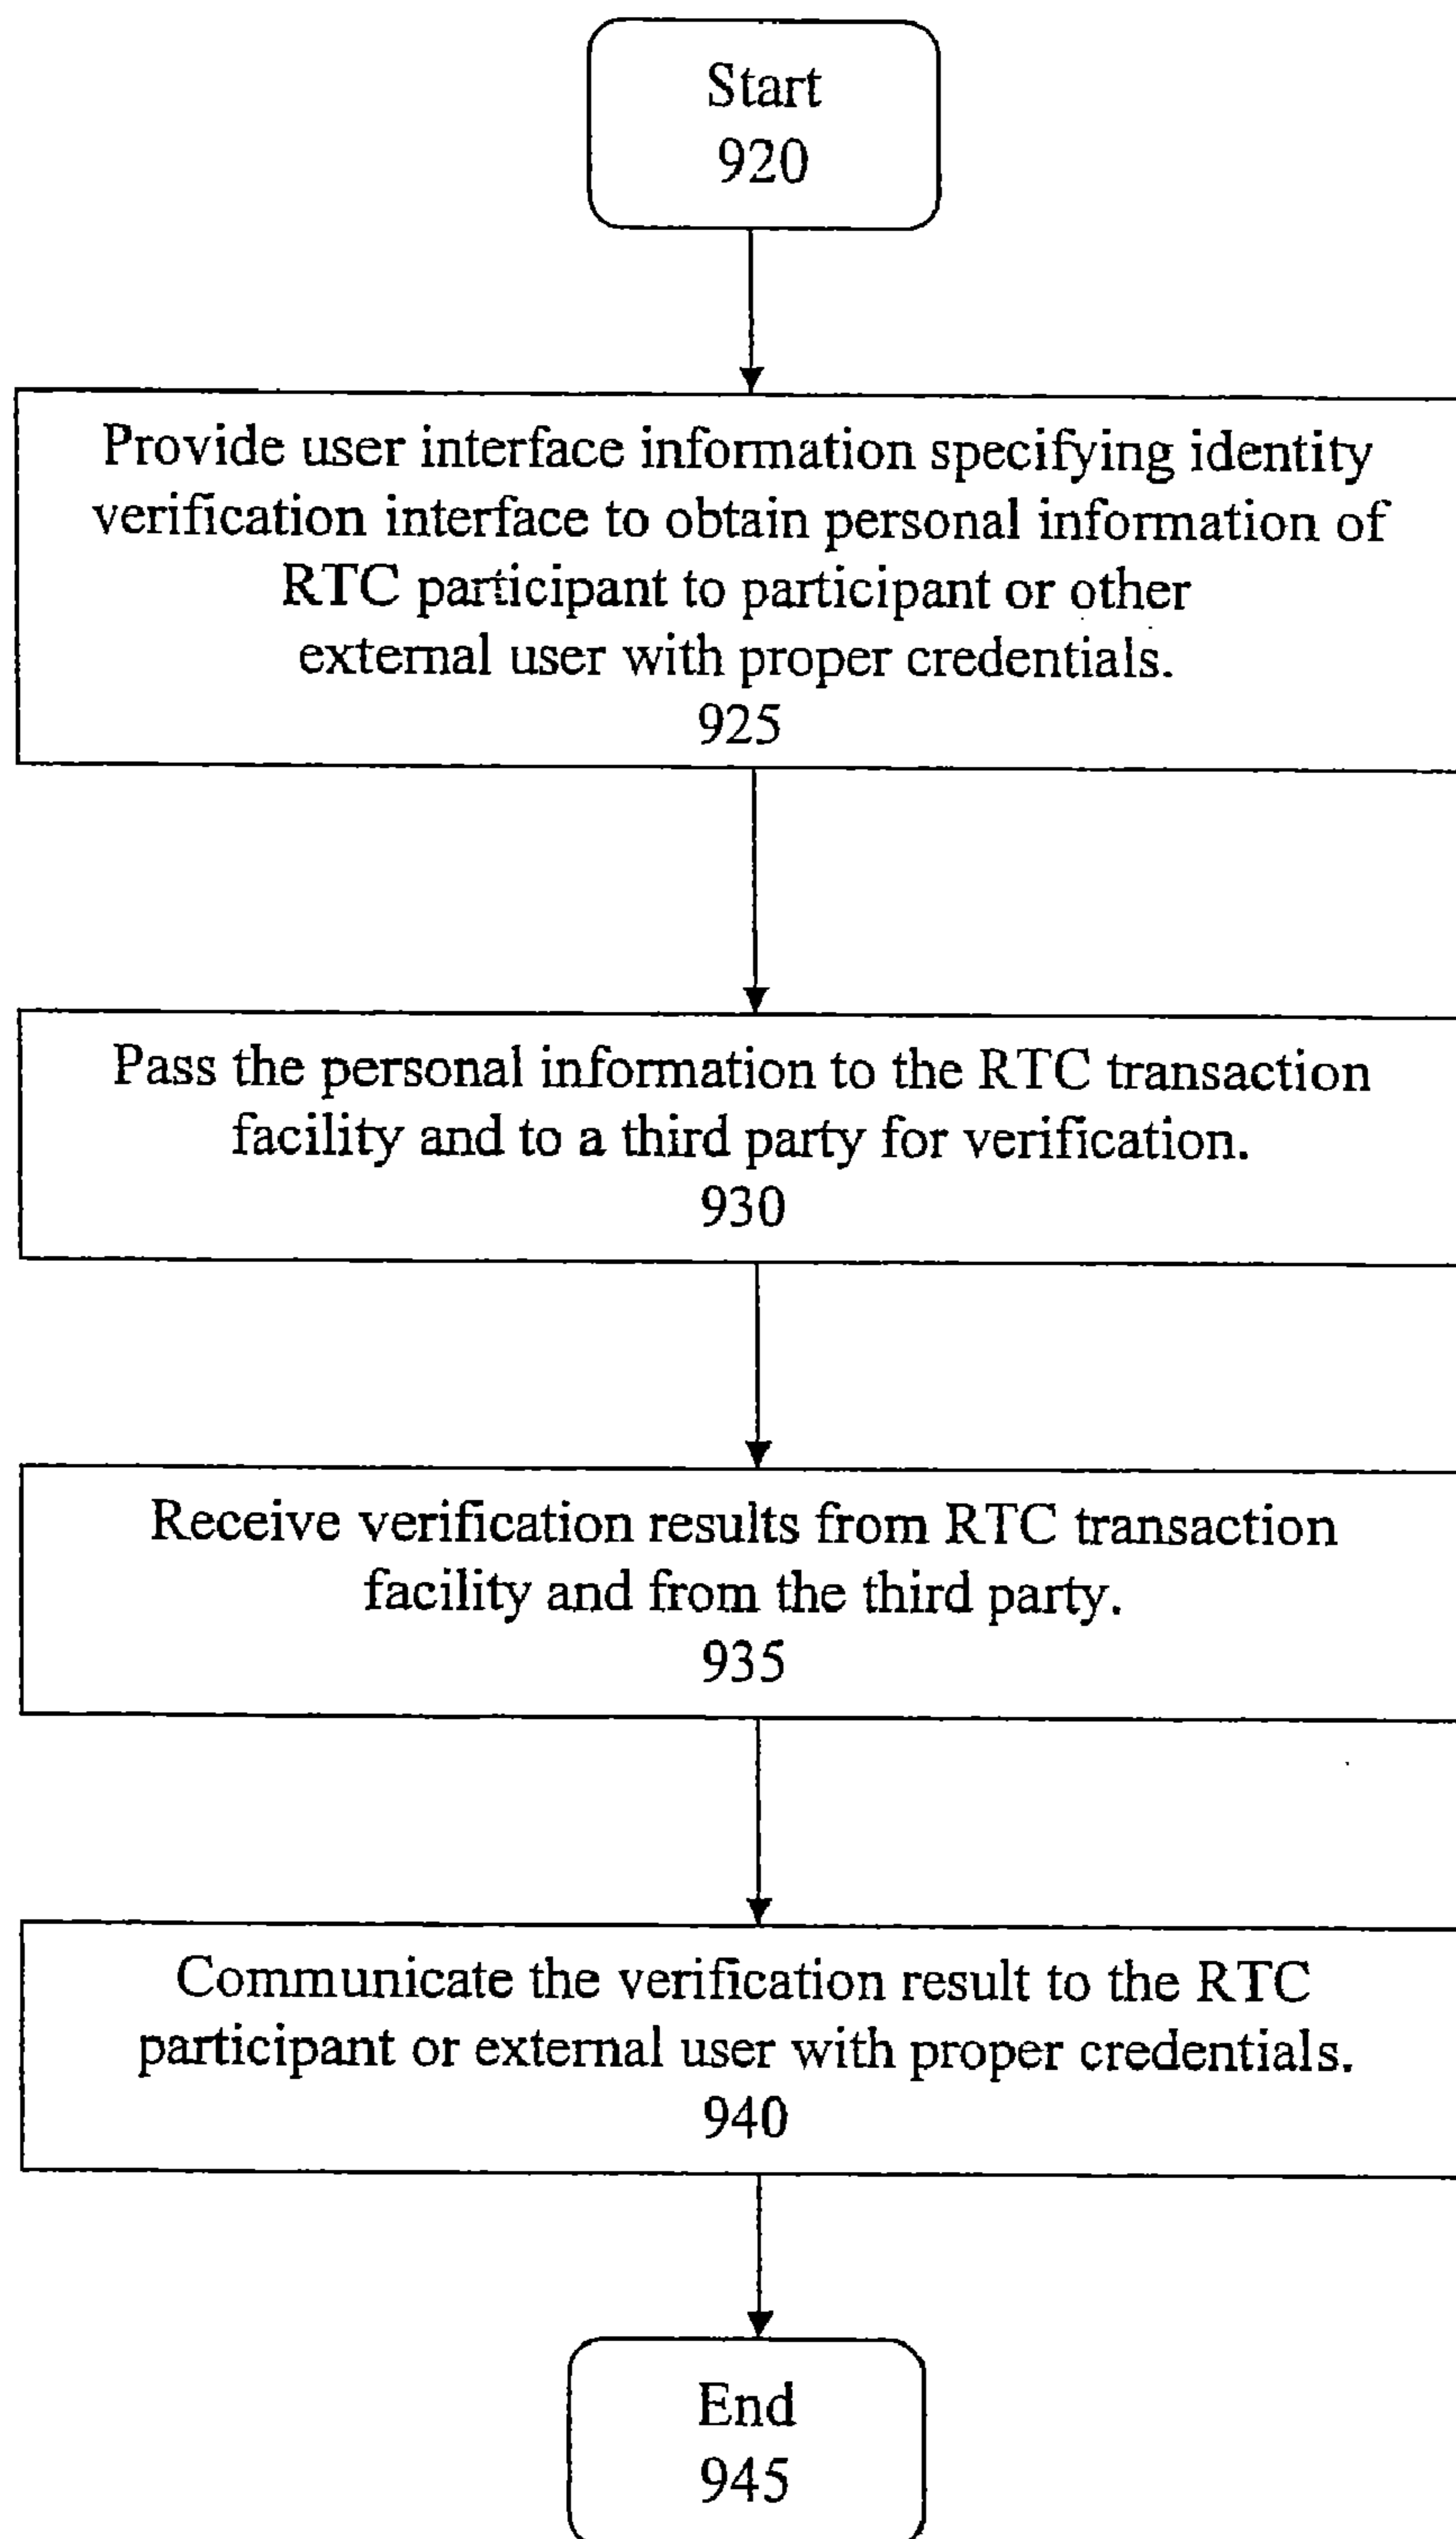 Start
920
Provide user interface information specifying identity
verification interface to obtain personal information of
RTC participant to participant or other
external user with proper credentials.
925
Pass the personal information to the RTC transaction
facility and to a third party for verification.
930
Receive verification results from RTC transaction
facility and from the third party.
935
Communicate the verification result to the RTC
participant or external user with proper credentials.
940
End
945